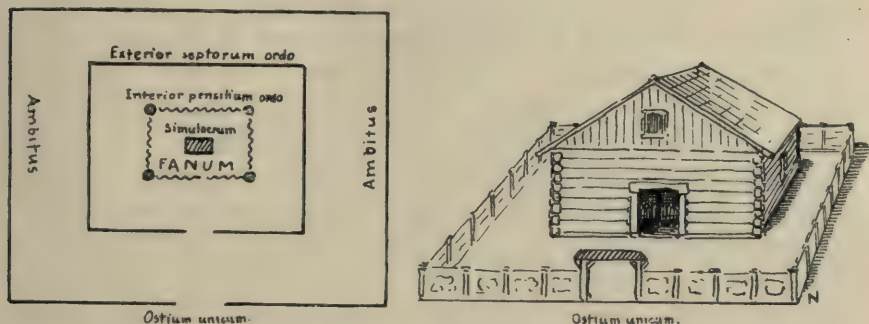 Exterior septorum ordo
Interior pensilium ordo
Simulacrum
FANUM
Ambitus
Ambitus
Ostium unicum.
Ostium unicum.
N